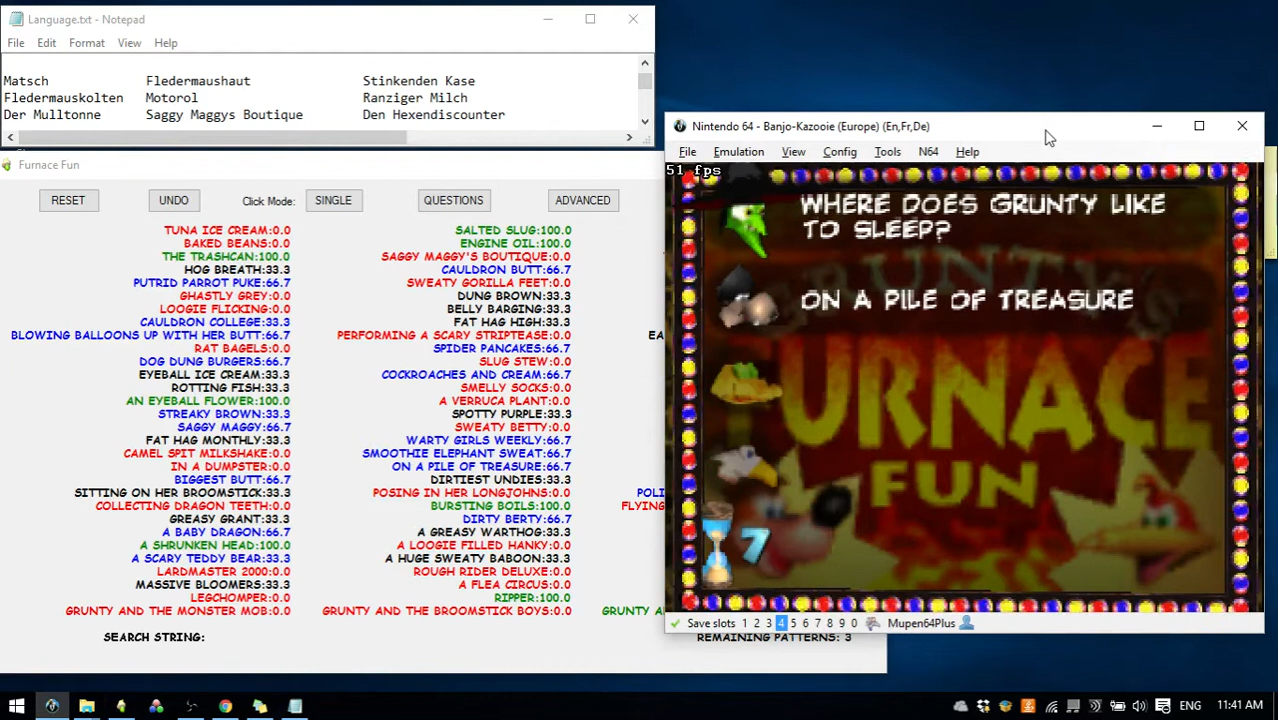 Language.txt - Notepad
File Edit Format View Help
Matsch Fledermaushaut Stinkenden Kase
Fledermauskolten Motorol Ranziger Milch
Der Mulltonne Saggy Maggys Boutique Den Hexendiscounter
Furnace Fun
RESET UNDO Click Mode: SINGLE QUESTIONS ADVANCED
TUNA ICE CREAM:0.0 SALTED SLUG:100.0
BAKED BEANS:0.0 ENGINE OIL:100.0
THE TRASHCAN:100.0 SAGGY MAGGY'S BOUTIQUE:0.0
HOG BREATH:33.3 CAULDRON BUTT:66.7
PUTRID PARROT PUKE:66.7 SWEATY GORILLA FEET:0.0
GHASTLY GREY:0.0 DUNG BROWN:33.3
LOOGIE FLICKING:0.0 BELLY BARGING:33.3
CAULDRON COLLEGE:33.3 FAT HAG HIGH:33.3
BLOWING BALLOONS UP WITH HER BUTT:66.7 PERFORMING A SCARY STRIPTEASE:0.0 EA
RAT BAGELS:0.0 SPIDER PANCAKES:66.7
DOG DUNG BURGERS:66.7 SLUG STEW:0.0
EYEBALL ICE CREAM:33.3 COCKROACHES AND CREAM:66.7
ROTTING FISH:33.3 SMELLY SOCKS:0.0
AN EYEBALL FLOWER:100.0 A VERRUCA PLANT:0.0
STREAKY BROWN:33.3 SPOTTY PURPLE:33.3
SAGGY MAGGY:66.7 SWEATY BETTY:0.0
FAT HAG MONTHLY:33.3 WARTY GIRLS WEEKLY:66.7
CAMEL SPIT MILKSHAKE:0.0 SMOOTHIE ELEPHANT SWEAT:66.7
IN A DUMPSTER:0.0 ON A PILE OF TREASURE:66.7
BIGGEST BUTT:66.7 DIRTIEST UNDIES:33.3
SITTING ON HER BROOMSTICK:33.3 POSING IN HER LONGJOHNS:0.0 POLI
COLLECTING DRAGON TEETH:0.0 BURSTING BOILS:100.0 FLYING
GREASY GRANT:33.3 DIRTY BERTY:66.7
A BABY DRAGON:66.7 A GREASY WARTHOG:33.3
A SHRUNKEN HEAD:100.0 A LOOGIE FILLED HANKY:0.0
A SCARY TEDDY BEAR:33.3 A HUGE SWEATY BABOON:33.3
LARDMASTER 2000:0.0 ROUGH RIDER DELUXE:0.0
MASSIVE BLOOMERS:33.3 A FLEA CIRCUS:0.0
LEGCHOMPER:0.0 RIPPER:100.0
GRUNTY AND THE MONSTER MOB:0.0 GRUNTY AND THE BROOMSTICK BOYS:0.0 GRUNTY A
SEARCH STRING: REMAINING PATTERNS: 3
Nintendo 64 - Banjo-Kazooie (Europe) (En,Fr,De)
File Emulation View Config Tools N64 Help
51 fps
WHERE DOES GRUNTY LIKE
TO SLEEP?
ON A PILE OF TREASURE
FURNACE
FUN
7
Save slots 1 2 3 4 5 6 7 8 9 0 Mupen64Plus
ENG 11:41 AM